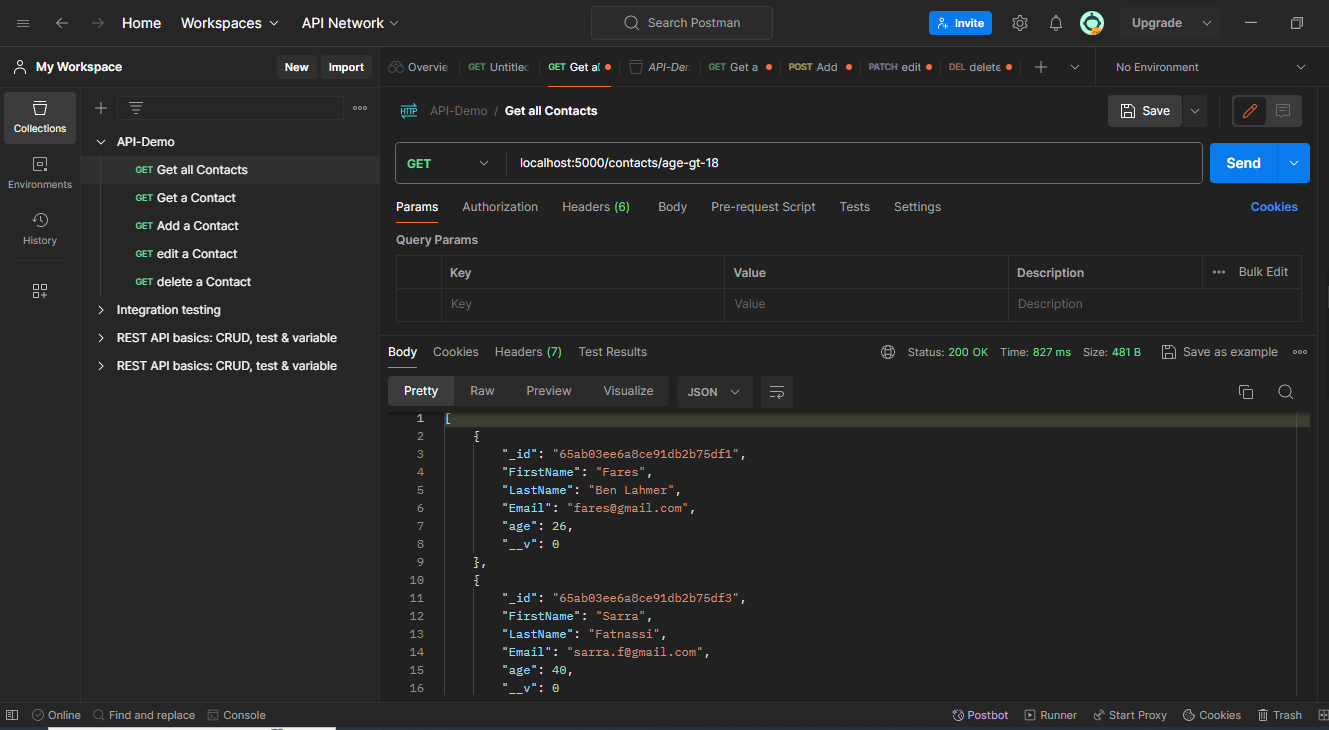 Home Workspaces API Network Search Postman Invite Upgrade
My Workspace New Import Overvie GET Untitlec GET Get al API-Den GET Get a POST Add PATCH edit DEL delete No Environment
Collections
Environments
History
API-Demo
GET Get all Contacts
GET Get a Contact
GET Add a Contact
GET edit a Contact
GET delete a Contact
Integration testing
REST API basics: CRUD, test & variable
REST API basics: CRUD, test & variable
HTTP API-Demo / Get all Contacts Save
GET localhost:5000/contacts/age-gt-18 Send
Params Authorization Headers (6) Body Pre-request Script Tests Settings Cookies
Query Params
Key Value Description Bulk Edit
Key Value Description
Body Cookies Headers (7) Test Results Status: 200 OK Time: 827 ms Size: 481 B Save as example
Pretty Raw Preview Visualize JSON
1 [
2 {
3 "_id": "65ab03ee6a8ce91db2b75df1",
4 "FirstName": "Fares",
5 "LastName": "Ben Lahmer",
6 "Email": "fares@gmail.com",
7 "age": 26,
8 "__v": 0
9 },
10 {
11 "_id": "65ab03ee6a8ce91db2b75df3",
12 "FirstName": "Sarra",
13 "LastName": "Fatnassi",
14 "Email": "sarra.f@gmail.com",
15 "age": 40,
16 "__v": 0
Online Find and replace Console Postbot Runner Start Proxy Cookies Trash